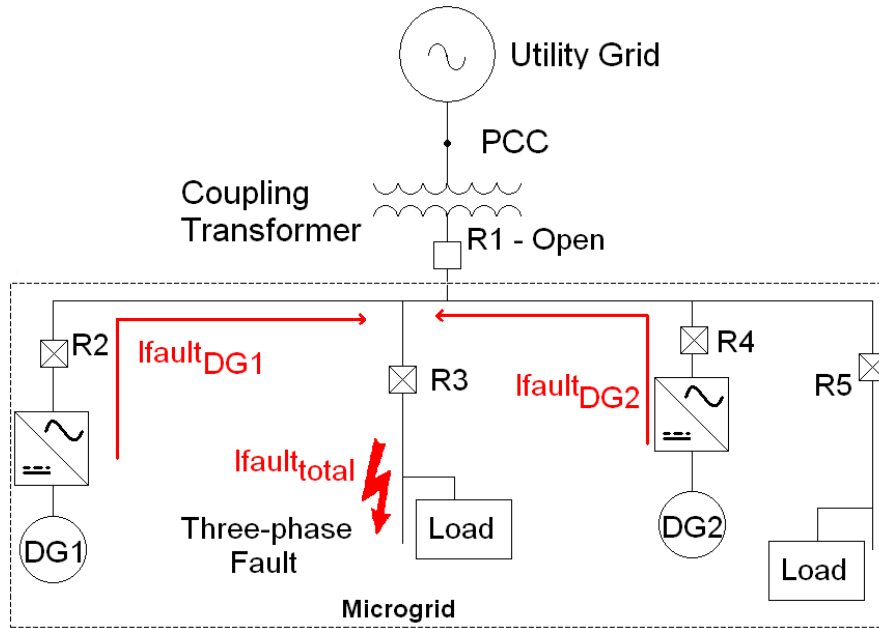 Utility Grid
PCC
Coupling
Transformer
R1 - Open
R2
IfaultDG1
R3
IfaultDG2
R4
R5
Ifaulttotal
Three-phase
Fault
Load
DG1
DG2
Load
Microgrid